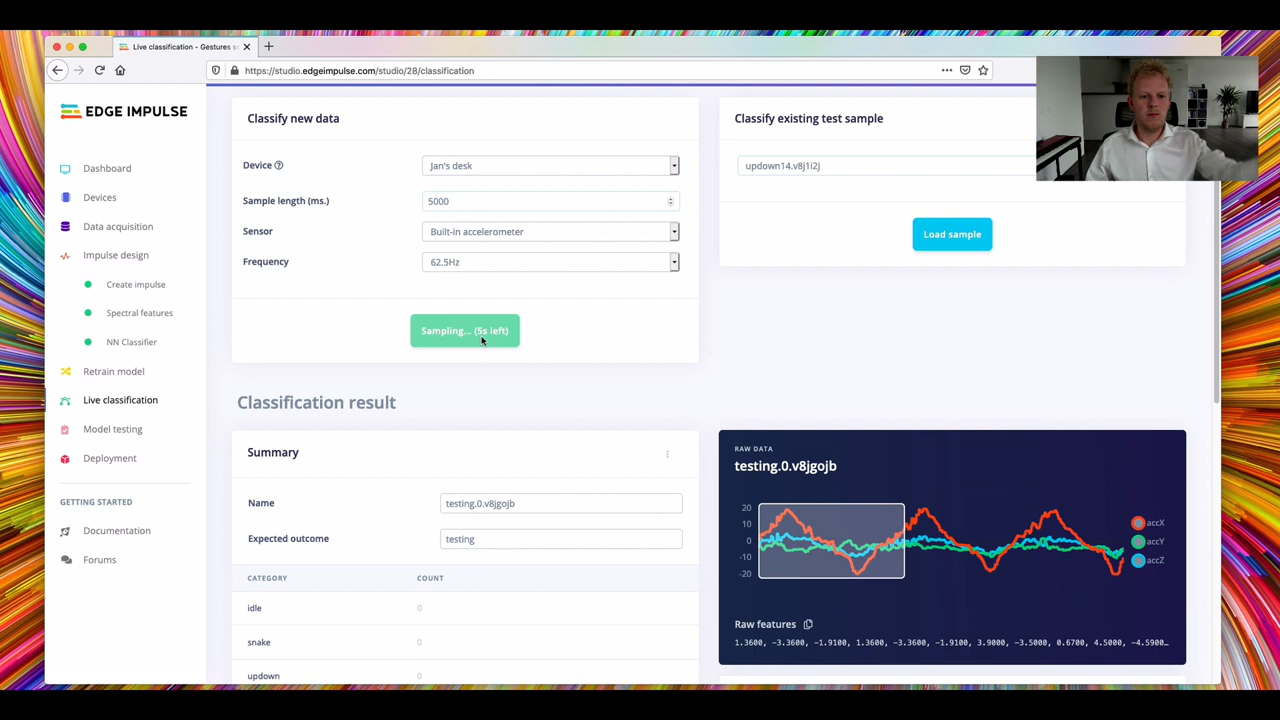 Live classification - Gestures s
https://studio.edgeimpulse.com/studio/28/classification
EDGE IMPULSE
Dashboard
Devices
Data acquisition
Impulse design
Create impulse
Spectral features
NN Classifier
Retrain model
Live classification
Model testing
Deployment
GETTING STARTED
Documentation
Forums
Classify new data
Device
Jan's desk
Sample length (ms.)
5000
Sensor
Built-in accelerometer
Frequency
62.5Hz
Sampling... (5s left)
Classify existing test sample
updown14.v8j1i2j
Load sample
Classification result
Summary
Name
testing.0.v8jgojb
Expected outcome
testing
CATEGORY COUNT
idle 0
snake 0
updown 0
RAW DATA
testing.0.v8jgojb
20
10
0
-10
-20
accX
accY
accZ
Raw features
1.3600, -3.3600, -1.9100, 1.3600, -3.3600, -1.9100, 3.9000, -3.5000, 0.6700, 4.5000, -4.5900…